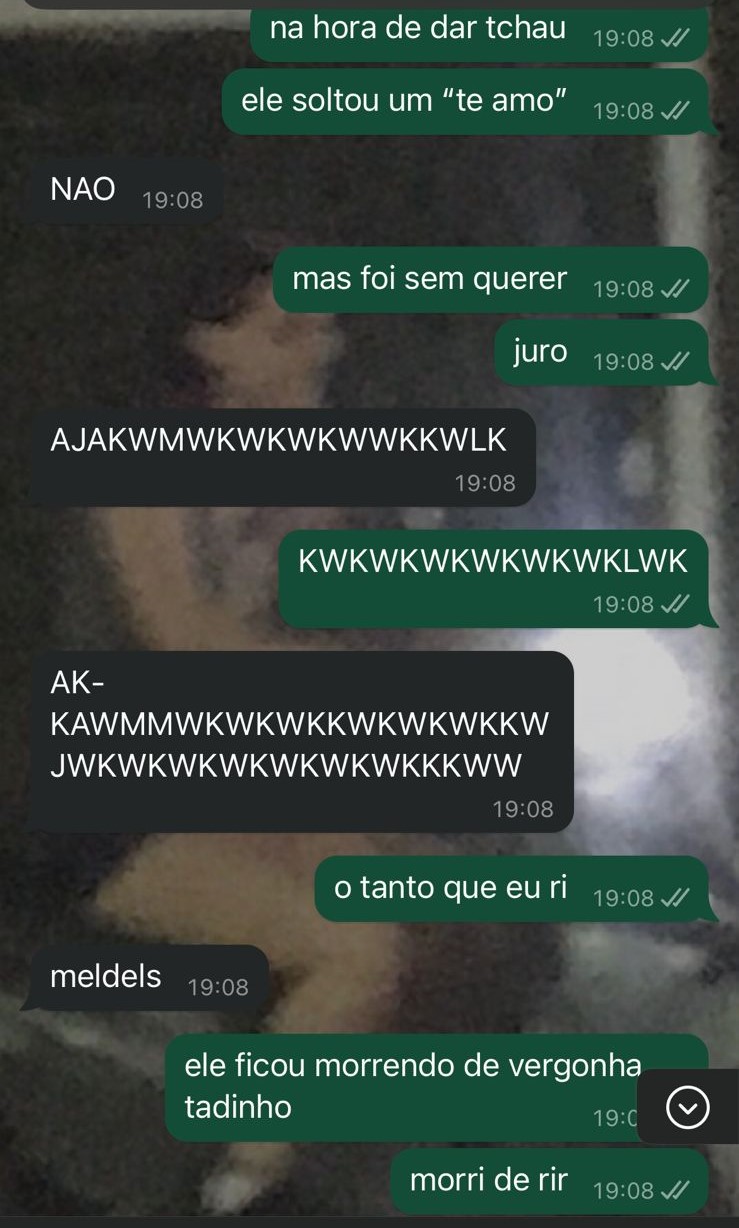 na hora de dar tchau 19:08
ele soltou um “te amo” 19:08
NAO 19:08
mas foi sem querer 19:08
juro 19:08
AJAKWMWKWKWKWWKKWLK
19:08
KWKWKWKWKWKWKLWK
19:08
AK-
KAWMMWKWKWKKWKWKWKKW
JWKWKWKWKWKWKWKKKWW
19:08
o tanto que eu ri 19:08
meldels 19:08
ele ficou morrendo de vergonha
tadinho
morri de rir 19:08